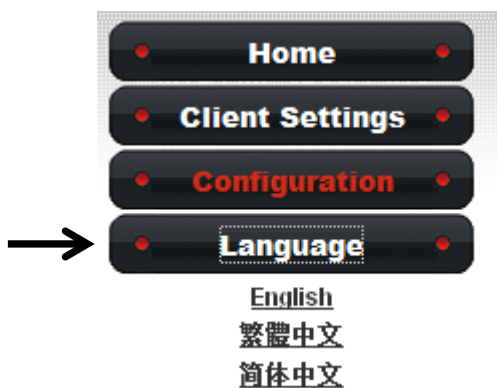 Home
Client Settings
Configuration
Language
English
繁體中文
简体中文